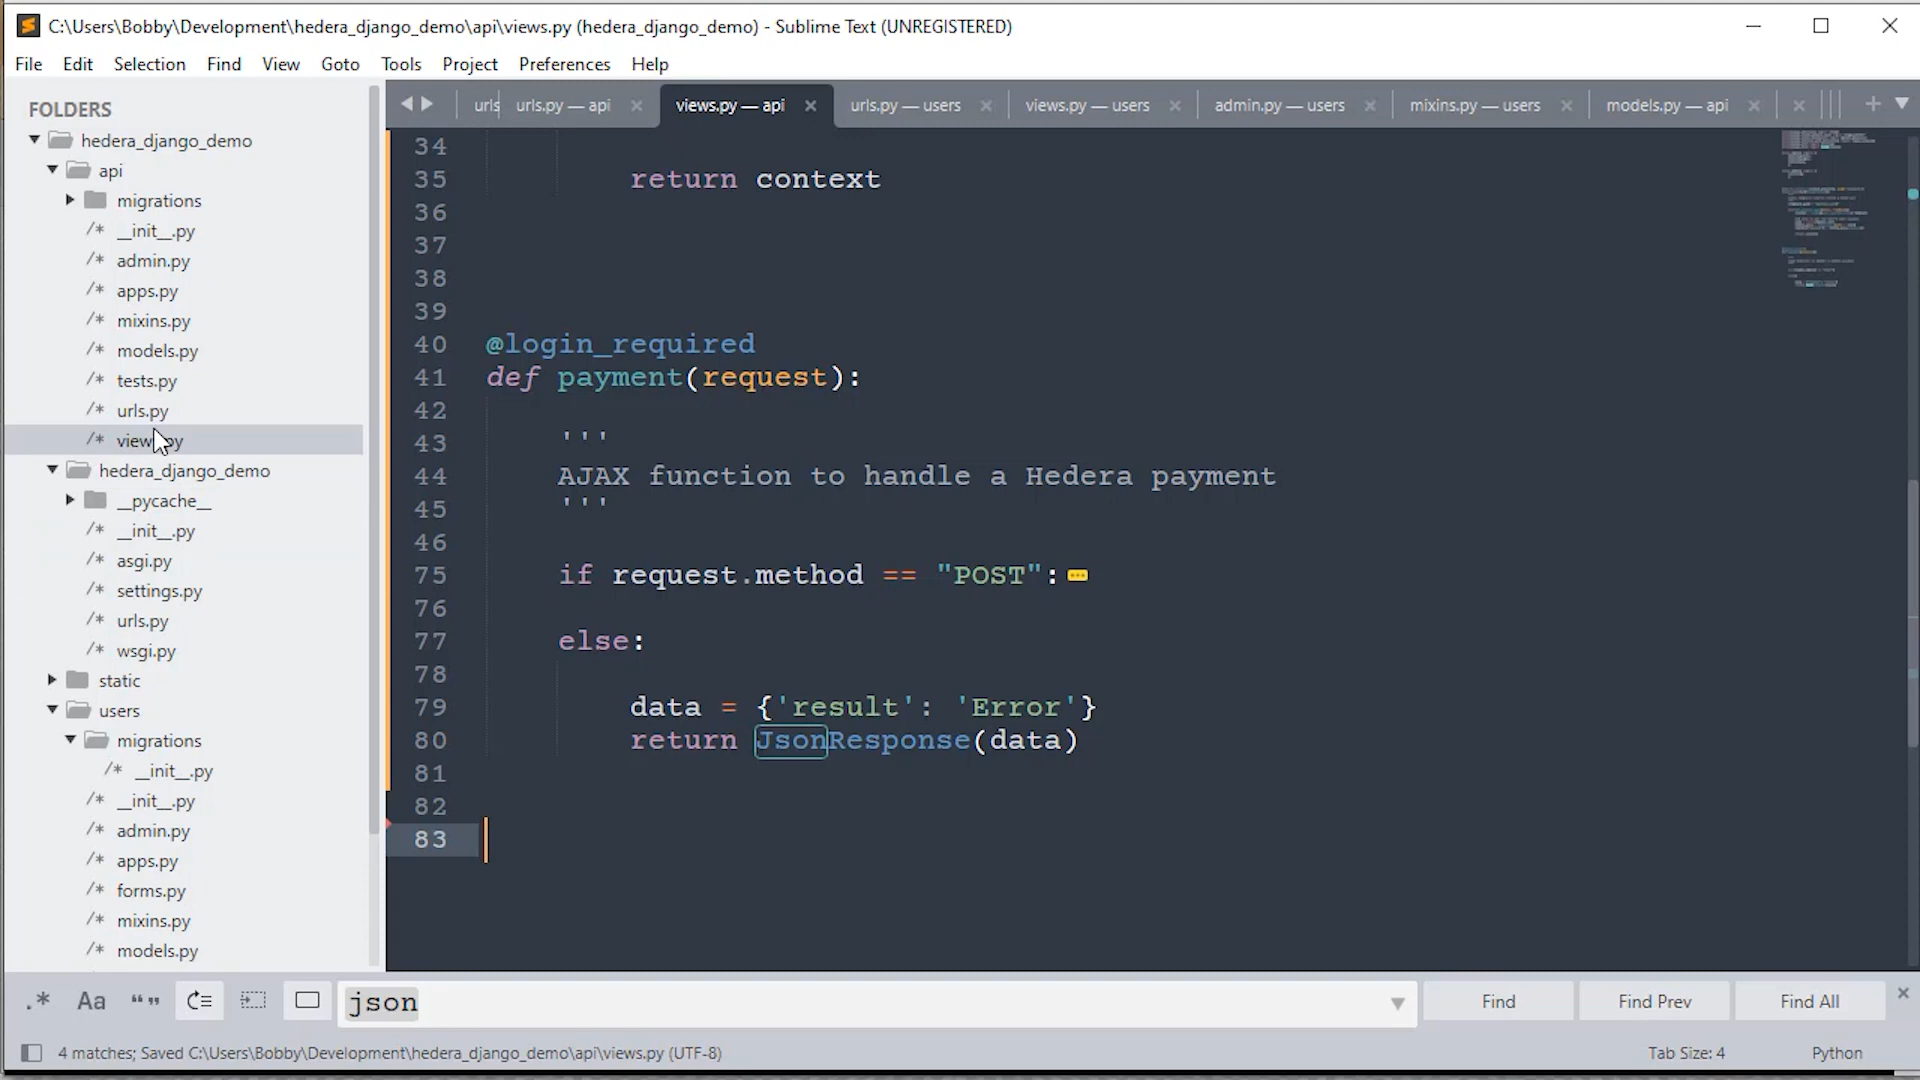 C:\Users\Bobby\Development\hedera_django_demo\api\views.py (hedera_django_demo) - Sublime Text (UNREGISTERED)
File Edit Selection Find View Goto Tools Project Preferences Help
FOLDERS
hedera_django_demo
api
migrations
/* __init__.py
/* admin.py
/* apps.py
/* mixins.py
/* models.py
/* tests.py
/* urls.py
/* views.py
hedera_django_demo
__pycache__
/* __init__.py
/* asgi.py
/* settings.py
/* urls.py
/* wsgi.py
static
users
migrations
/* __init__.py
/* __init__.py
/* admin.py
/* apps.py
/* forms.py
/* mixins.py
/* models.py
urls urls.py — api × views.py — api × urls.py — users × views.py — users × admin.py — users × mixins.py — users × models.py — api × × +
34
35 return context
36
37
38
39
40 @login_required
41 def payment(request):
42
43 '''
44 AJAX function to handle a Hedera payment
45 '''
46
75 if request.method == "POST":
76
77 else:
78
79 data = {'result': 'Error'}
80 return JsonResponse(data)
81
82
83
.* Aa “” json Find Find Prev Find All ×
4 matches; Saved C:\Users\Bobby\Development\hedera_django_demo\api\views.py (UTF-8) Tab Size: 4 Python